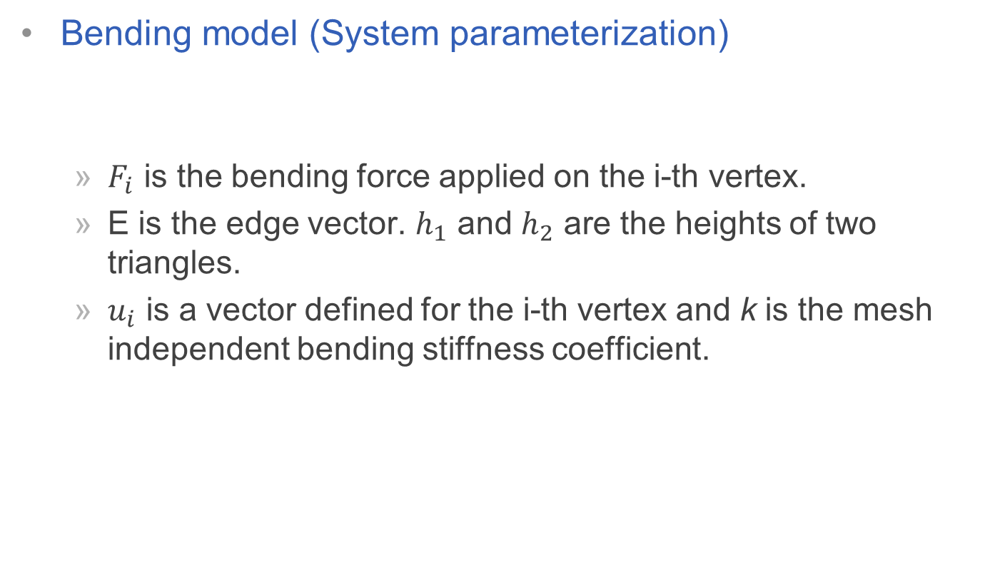 • Bending model (System parameterization)
» 𝐹ᵢ is the bending force applied on the i-th vertex.
» E is the edge vector. ℎ₁ and ℎ₂ are the heights of two
triangles.
» 𝑢ᵢ is a vector defined for the i-th vertex and k is the mesh
independent bending stiffness coefficient.